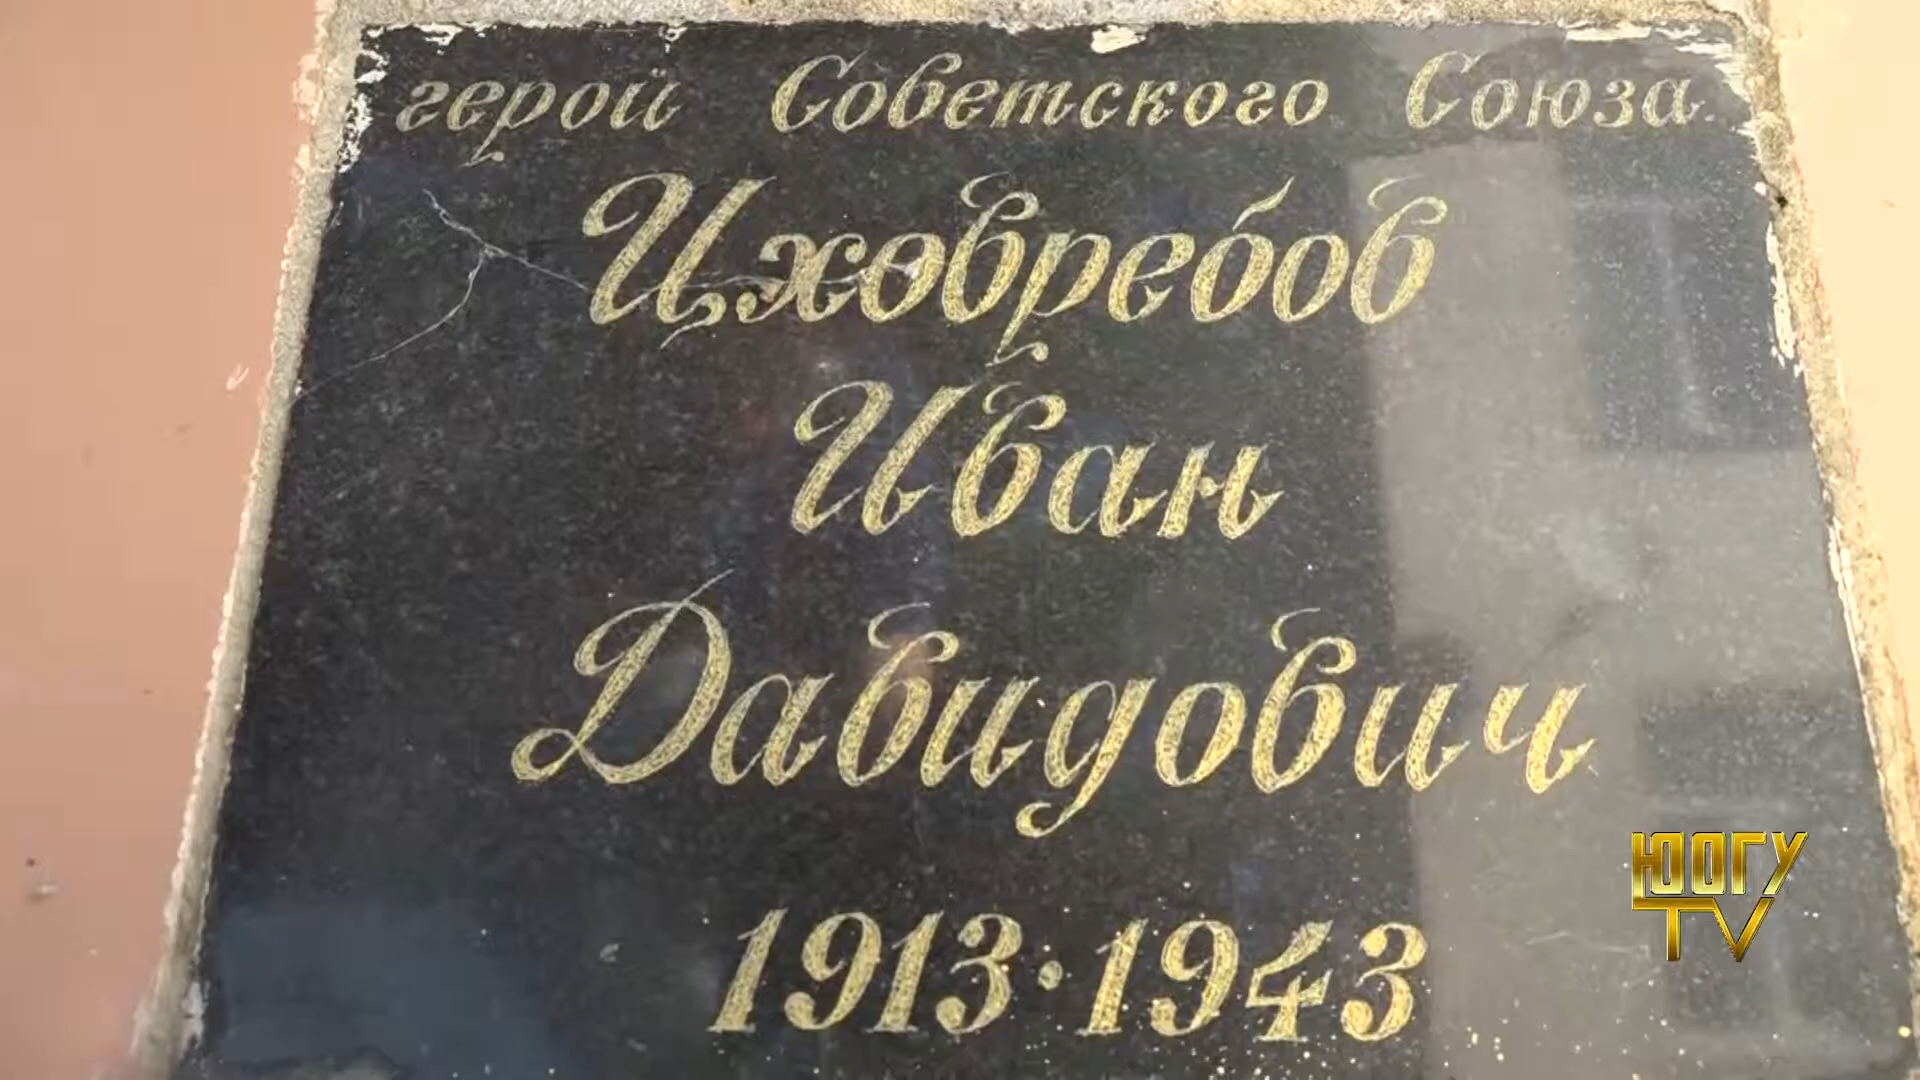 герой Советского Союза
Цховребов
Иван
Давидович
1913·1943
ЮОГУ
TV